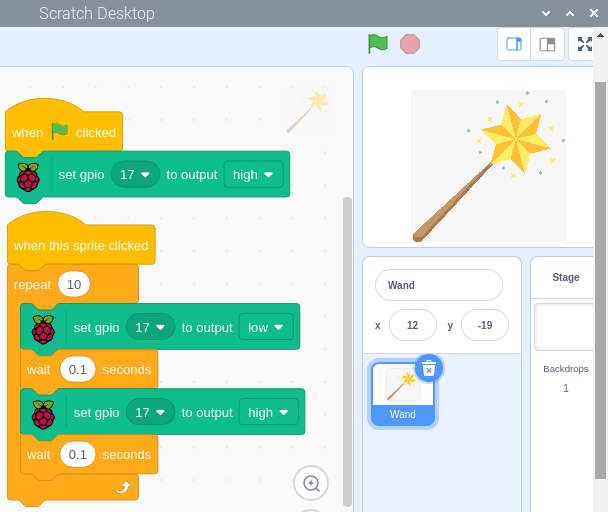 Scratch Desktop
when clicked
set gpio 17 to output high
when this sprite clicked
repeat 10
set gpio 17 to output low
wait 0.1 seconds
set gpio 17 to output high
wait 0.1 seconds
Wand
x 12 y -19
Wand
Stage
Backdrops
1